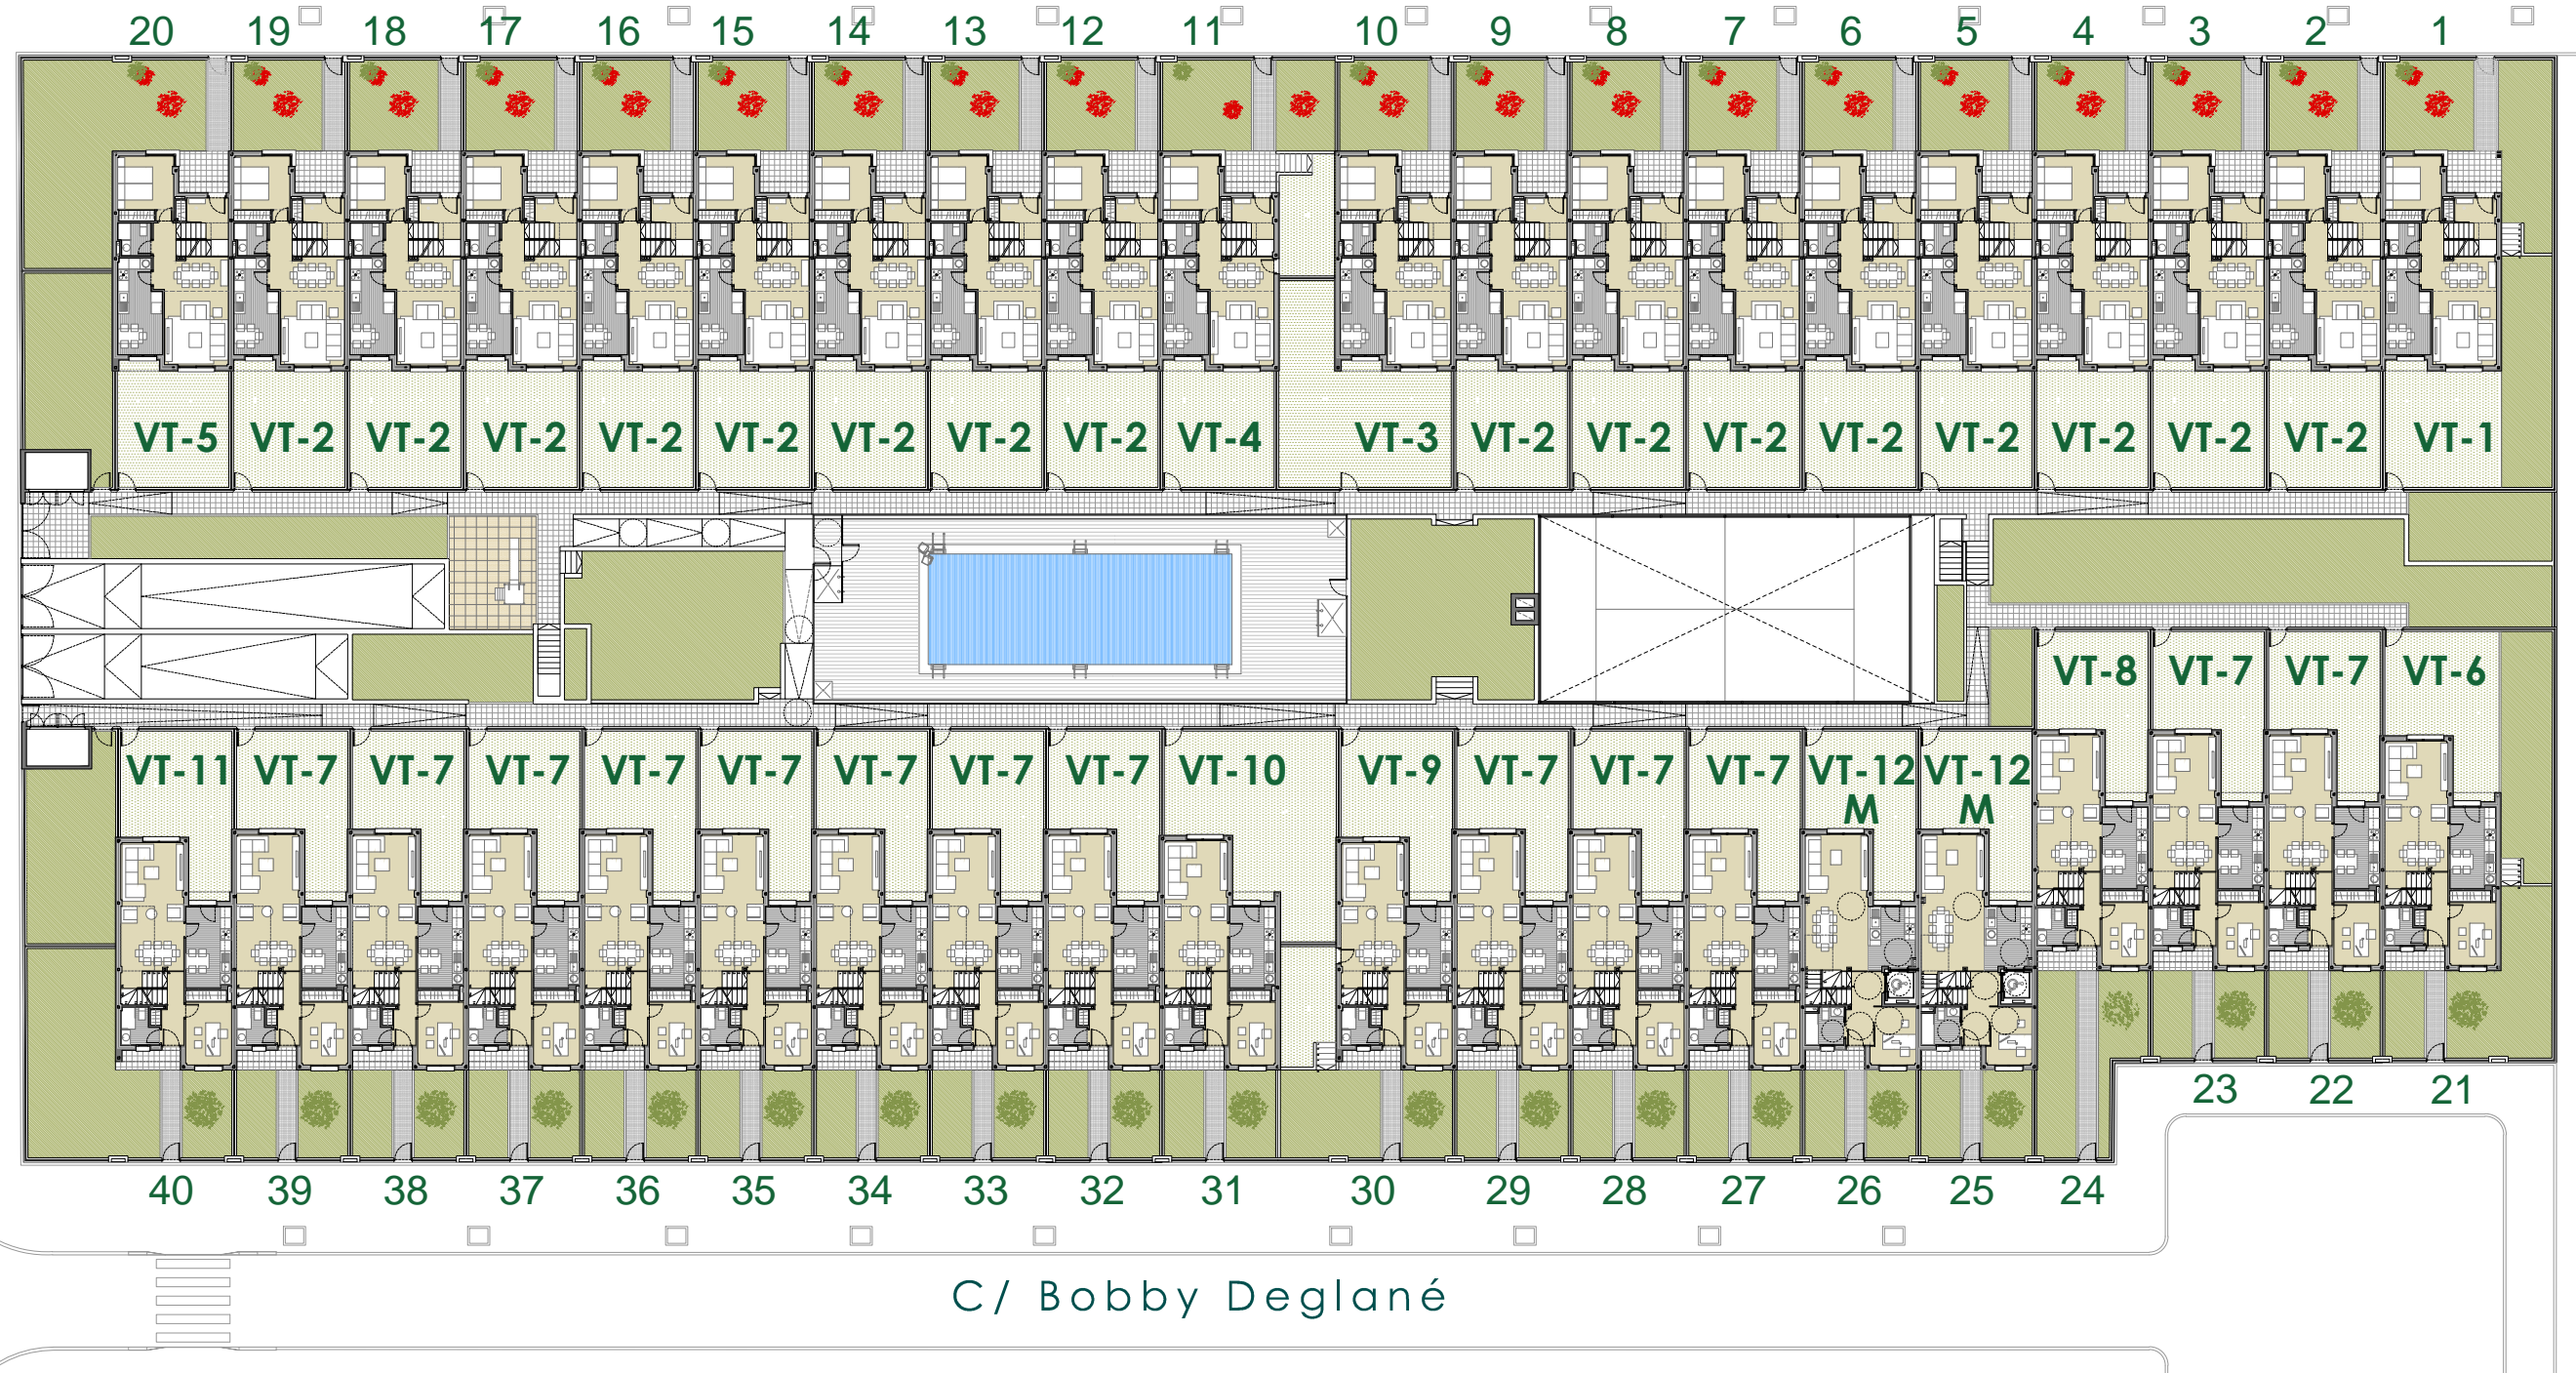 20 19 18 17 16 15 14 13 12 11 10 9 8 7 6 5 4 3 2 1
VT-5 VT-2 VT-2 VT-2 VT-2 VT-2 VT-2 VT-2 VT-2 VT-4 VT-3 VT-2 VT-2 VT-2 VT-2 VT-2 VT-2 VT-2 VT-2 VT-1
VT-8 VT-7 VT-7 VT-6
VT-11 VT-7 VT-7 VT-7 VT-7 VT-7 VT-7 VT-7 VT-7 VT-10 VT-9 VT-7 VT-7 VT-7 VT-12 VT-12
M M
23 22 21
40 39 38 37 36 35 34 33 32 31 30 29 28 27 26 25 24
C/ Bobby Deglané